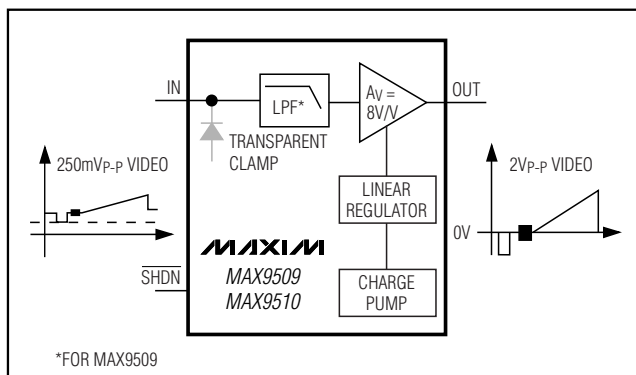 IN
LPF*
AV =
8V/V
OUT
TRANSPARENT
CLAMP
250mVP-P VIDEO
2VP-P VIDEO
LINEAR
REGULATOR
0V
MAXIM
MAX9509
MAX9510
SHDN
CHARGE
PUMP
*FOR MAX9509